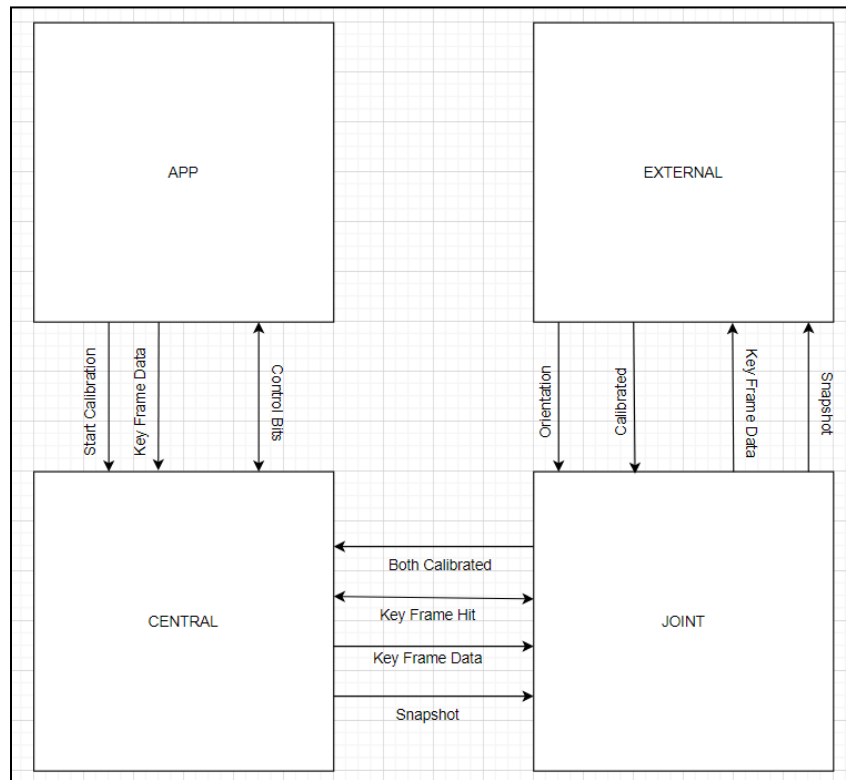 APP
EXTERNAL
Start Calibration
Key Frame Data
Control Bits
Orientation
Calibrated
Key Frame Data
Snapshot
CENTRAL
Both Calibrated
Key Frame Hit
Key Frame Data
Snapshot
JOINT